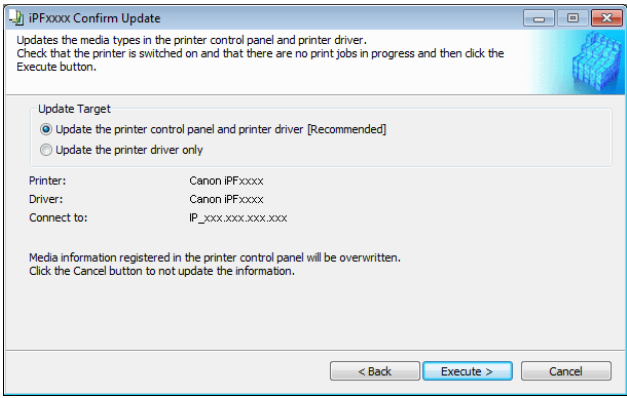 iPFxxxx Confirm Update
Updates the media types in the printer control panel and printer driver.
Check that the printer is switched on and that there are no print jobs in progress and then click the
Execute button.
Update Target
Update the printer control panel and printer driver [Recommended]
Update the printer driver only
Printer: Canon iPFxxxx
Driver: Canon iPFxxxx
Connect to: IP_xxx.xxx.xxx.xxx
Media information registered in the printer control panel will be overwritten.
Click the Cancel button to not update the information.
< Back Execute > Cancel